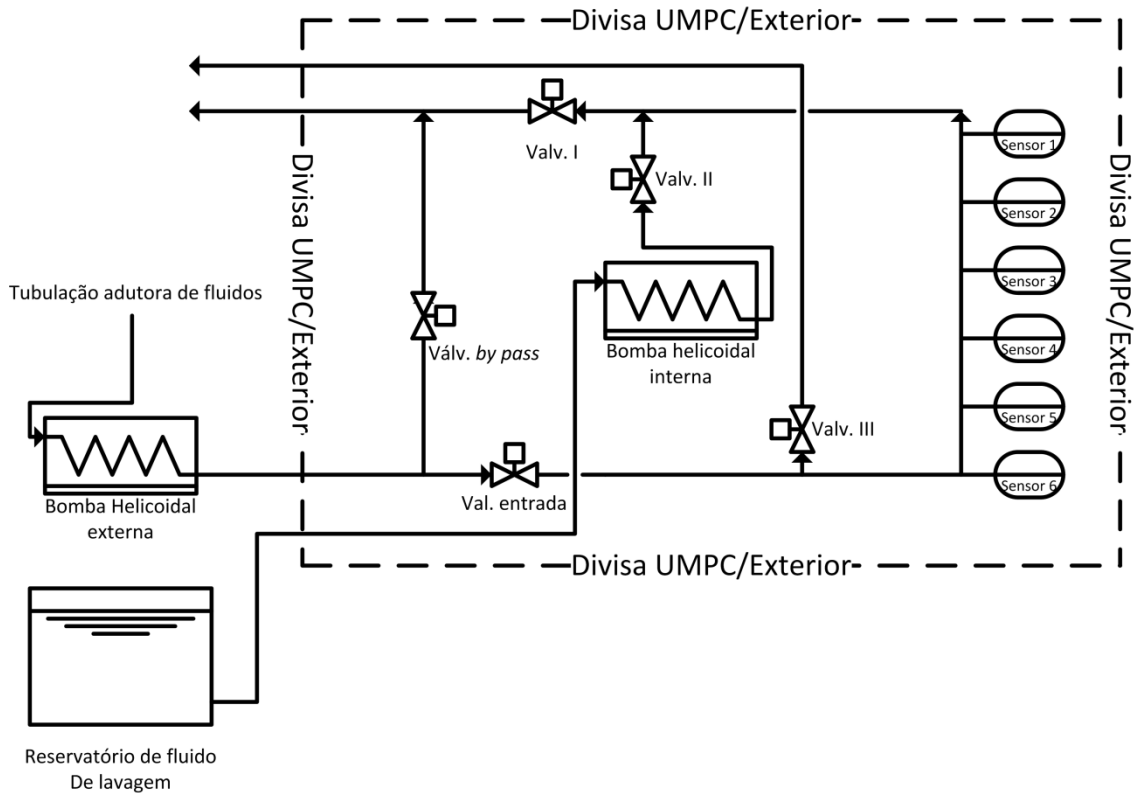 Divisa UMPC/Exterior
Valv. I
Valv. II
Sensor 1
Sensor 2
Sensor 3
Sensor 4
Sensor 5
Sensor 6
Divisa UMPC/Exterior
Divisa UMPC/Exterior
Tubulação adutora de fluidos
Válv. by pass
Bomba helicoidal
interna
Valv. III
Val. entrada
Bomba Helicoidal
externa
Divisa UMPC/Exterior
Reservatório de fluido
De lavagem